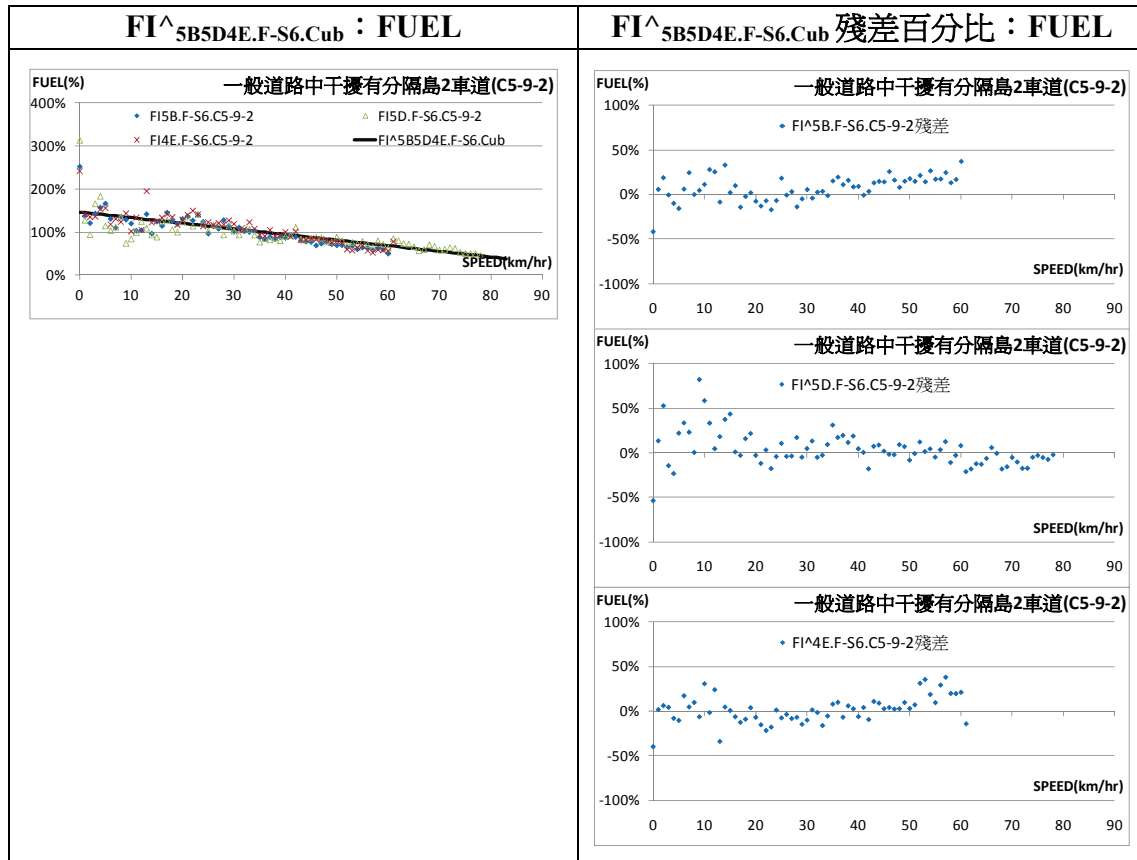 FI^5B5D4E.F-S6.Cub：FUEL
FI^5B5D4E.F-S6.Cub 殘差百分比：FUEL
FUEL(%)
一般道路中干擾有分隔島2車道(C5-9-2)
400%
300%
200%
100%
0%
FI5B.F-S6.C5-9-2
FI5D.F-S6.C5-9-2
FI4E.F-S6.C5-9-2
FI^5B5D4E.F-S6.Cub
SPEED(km/hr)
0 10 20 30 40 50 60 70 80 90
FUEL(%)
一般道路中干擾有分隔島2車道(C5-9-2)
100%
FI^5B.F-S6.C5-9-2殘差
50%
0%
-50%
SPEED(km/hr)
-100%
0 10 20 30 40 50 60 70 80 90
FUEL(%)
一般道路中干擾有分隔島2車道(C5-9-2)
100%
FI^5D.F-S6.C5-9-2殘差
50%
0%
-50%
SPEED(km/hr)
-100%
0 10 20 30 40 50 60 70 80 90
FUEL(%)
一般道路中干擾有分隔島2車道(C5-9-2)
100%
FI^4E.F-S6.C5-9-2殘差
50%
0%
-50%
SPEED(km/hr)
-100%
0 10 20 30 40 50 60 70 80 90